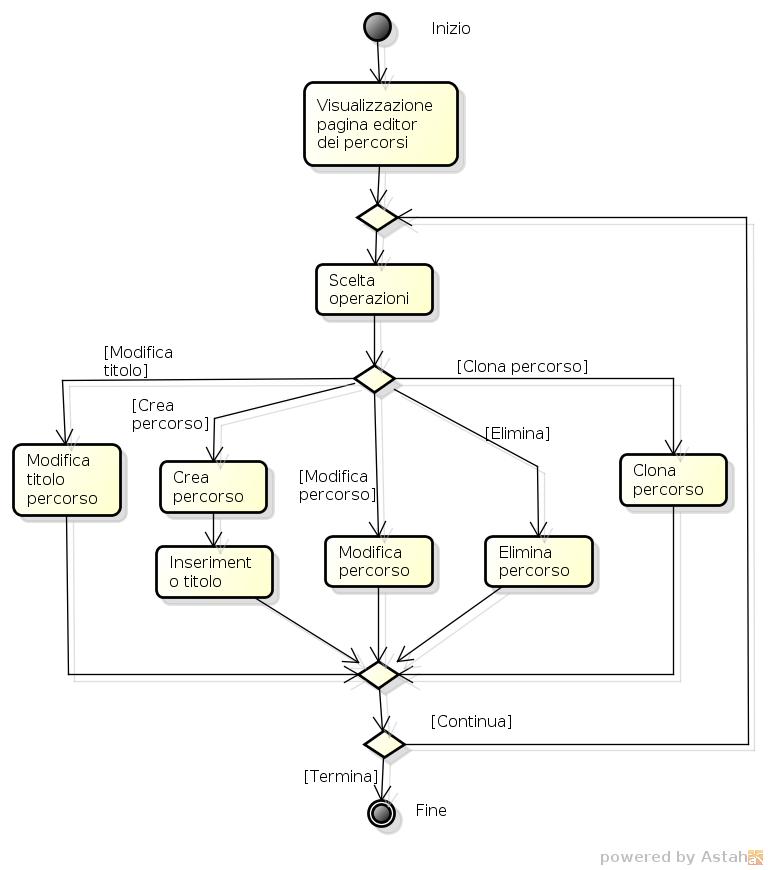 Inizio
Visualizzazione
pagina editor
dei percorsi
Scelta
operazioni
[Modifica
titolo]
[Clona percorso]
[Crea
percorso]
[Elimina]
Modifica
titolo
percorso
Crea
percorso
[Modifica
percorso]
Clona
percorso
Inseriment
o titolo
Modifica
percorso
Elimina
percorso
[Continua]
[Termina]
Fine
powered by Astah